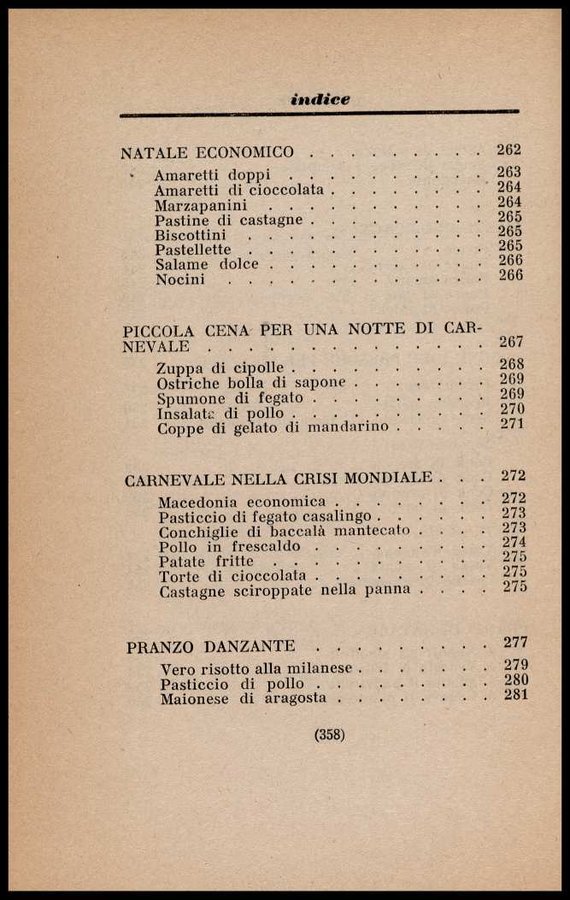 indice
NATALE ECONOMICO . . . . . . . . . 262
Amaretti doppi . . . . . . . . . . 263
Amaretti di cioccolata . . . . . . . . 264
Marzapanini . . . . . . . . . . . 264
Pastine di castagne . . . . . . . . . 265
Biscottini . . . . . . . . . . . . 265
Pastellette . . . . . . . . . . . . 265
Salame dolce . . . . . . . . . . . 266
Nocini . . . . . . . . . . . . . 266
PICCOLA CENA PER UNA NOTTE DI CAR-
NEVALE . . . . . . . . . . . . . . 267
Zuppa di cipolle . . . . . . . . . . 268
Ostriche bolla di sapone . . . . . . . 269
Spumone di fegato . . . . . . . . . 269
Insalata di pollo . . . . . . . . . . 270
Coppe di gelato di mandarino . . . . . 271
CARNEVALE NELLA CRISI MONDIALE . . . 272
Macedonia economica . . . . . . . . 272
Pasticcio di fegato casalingo . . . . . . 273
Conchiglie di baccalà mantecato . . . . 273
Pollo in frescaldo . . . . . . . . . 274
Patate fritte . . . . . . . . . . . 275
Torte di cioccolata . . . . . . . . . 275
Castagne sciroppate nella panna . . . . 275
PRANZO DANZANTE . . . . . . . . . 277
Vero risotto alla milanese . . . . . . . 279
Pasticcio di pollo . . . . . . . . . 280
Maionese di aragosta . . . . . . . . 281
(358)